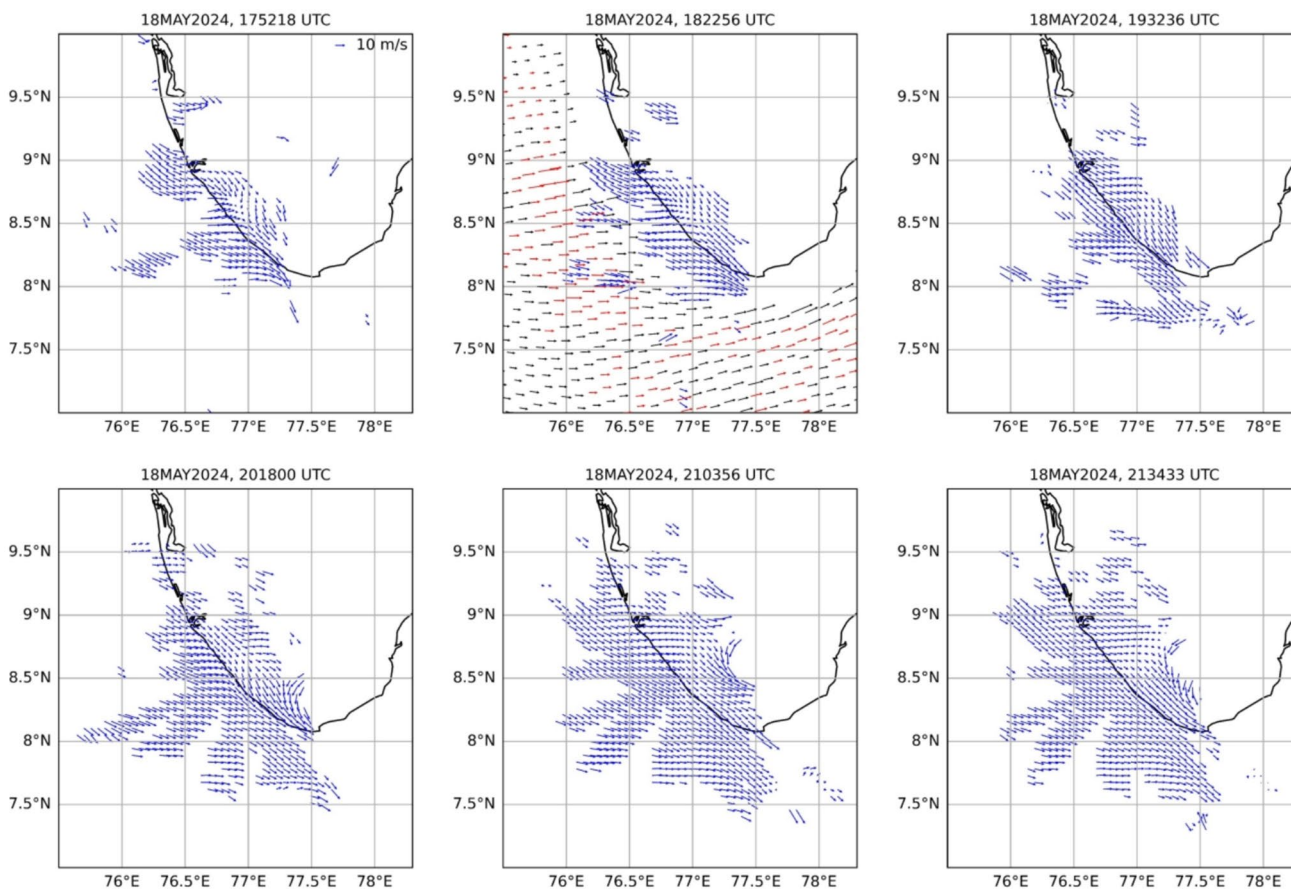 18MAY2024, 175218 UTC
18MAY2024, 182256 UTC
18MAY2024, 193236 UTC
10 m/s
9.5°N
9°N
8.5°N
8°N
7.5°N
76°E 76.5°E 77°E 77.5°E 78°E
9.5°N
9°N
8.5°N
8°N
7.5°N
76°E 76.5°E 77°E 77.5°E 78°E
9.5°N
9°N
8.5°N
8°N
7.5°N
76°E 76.5°E 77°E 77.5°E 78°E
18MAY2024, 201800 UTC
18MAY2024, 210356 UTC
18MAY2024, 213433 UTC
9.5°N
9°N
8.5°N
8°N
7.5°N
76°E 76.5°E 77°E 77.5°E 78°E
9.5°N
9°N
8.5°N
8°N
7.5°N
76°E 76.5°E 77°E 77.5°E 78°E
9.5°N
9°N
8.5°N
8°N
7.5°N
76°E 76.5°E 77°E 77.5°E 78°E